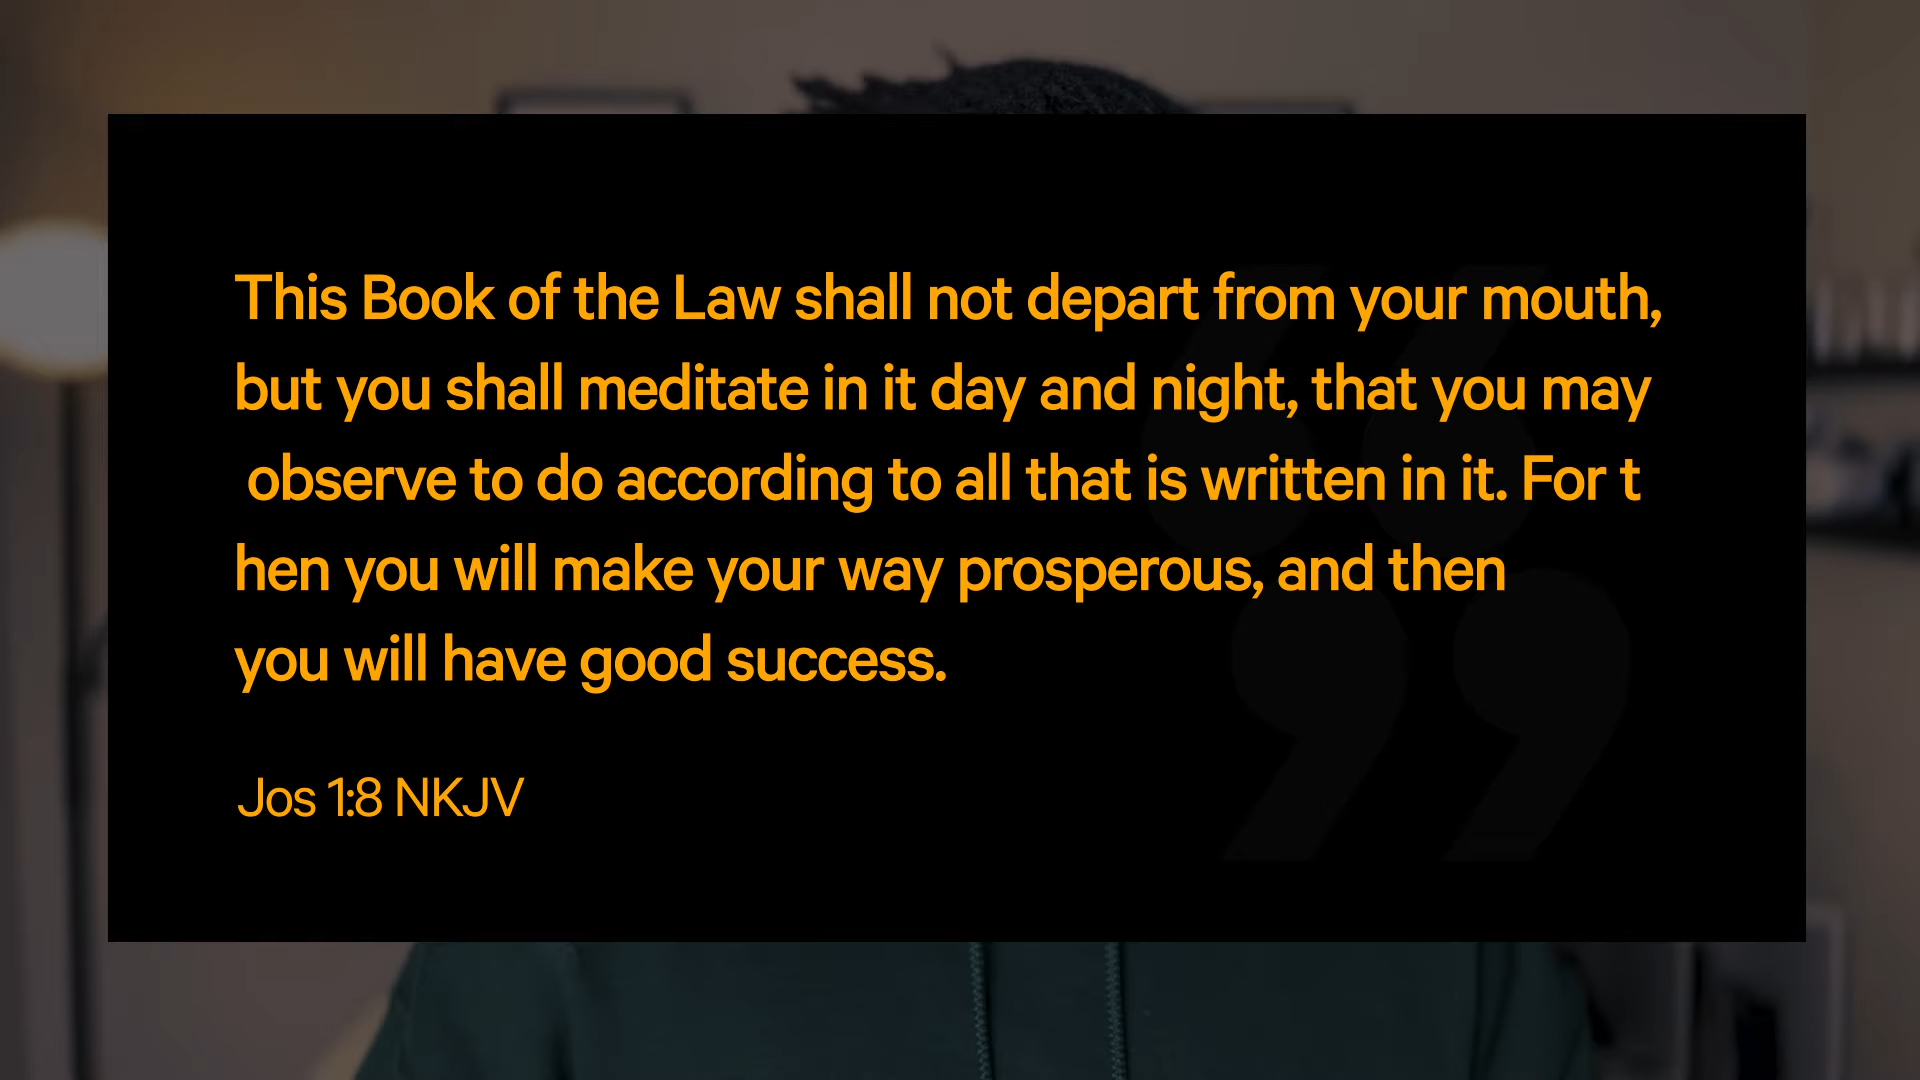 This Book of the Law shall not depart from your mouth,
but you shall meditate in it day and night, that you may
observe to do according to all that is written in it. For t
hen you will make your way prosperous, and then
you will have good success.
Jos 1:8 NKJV